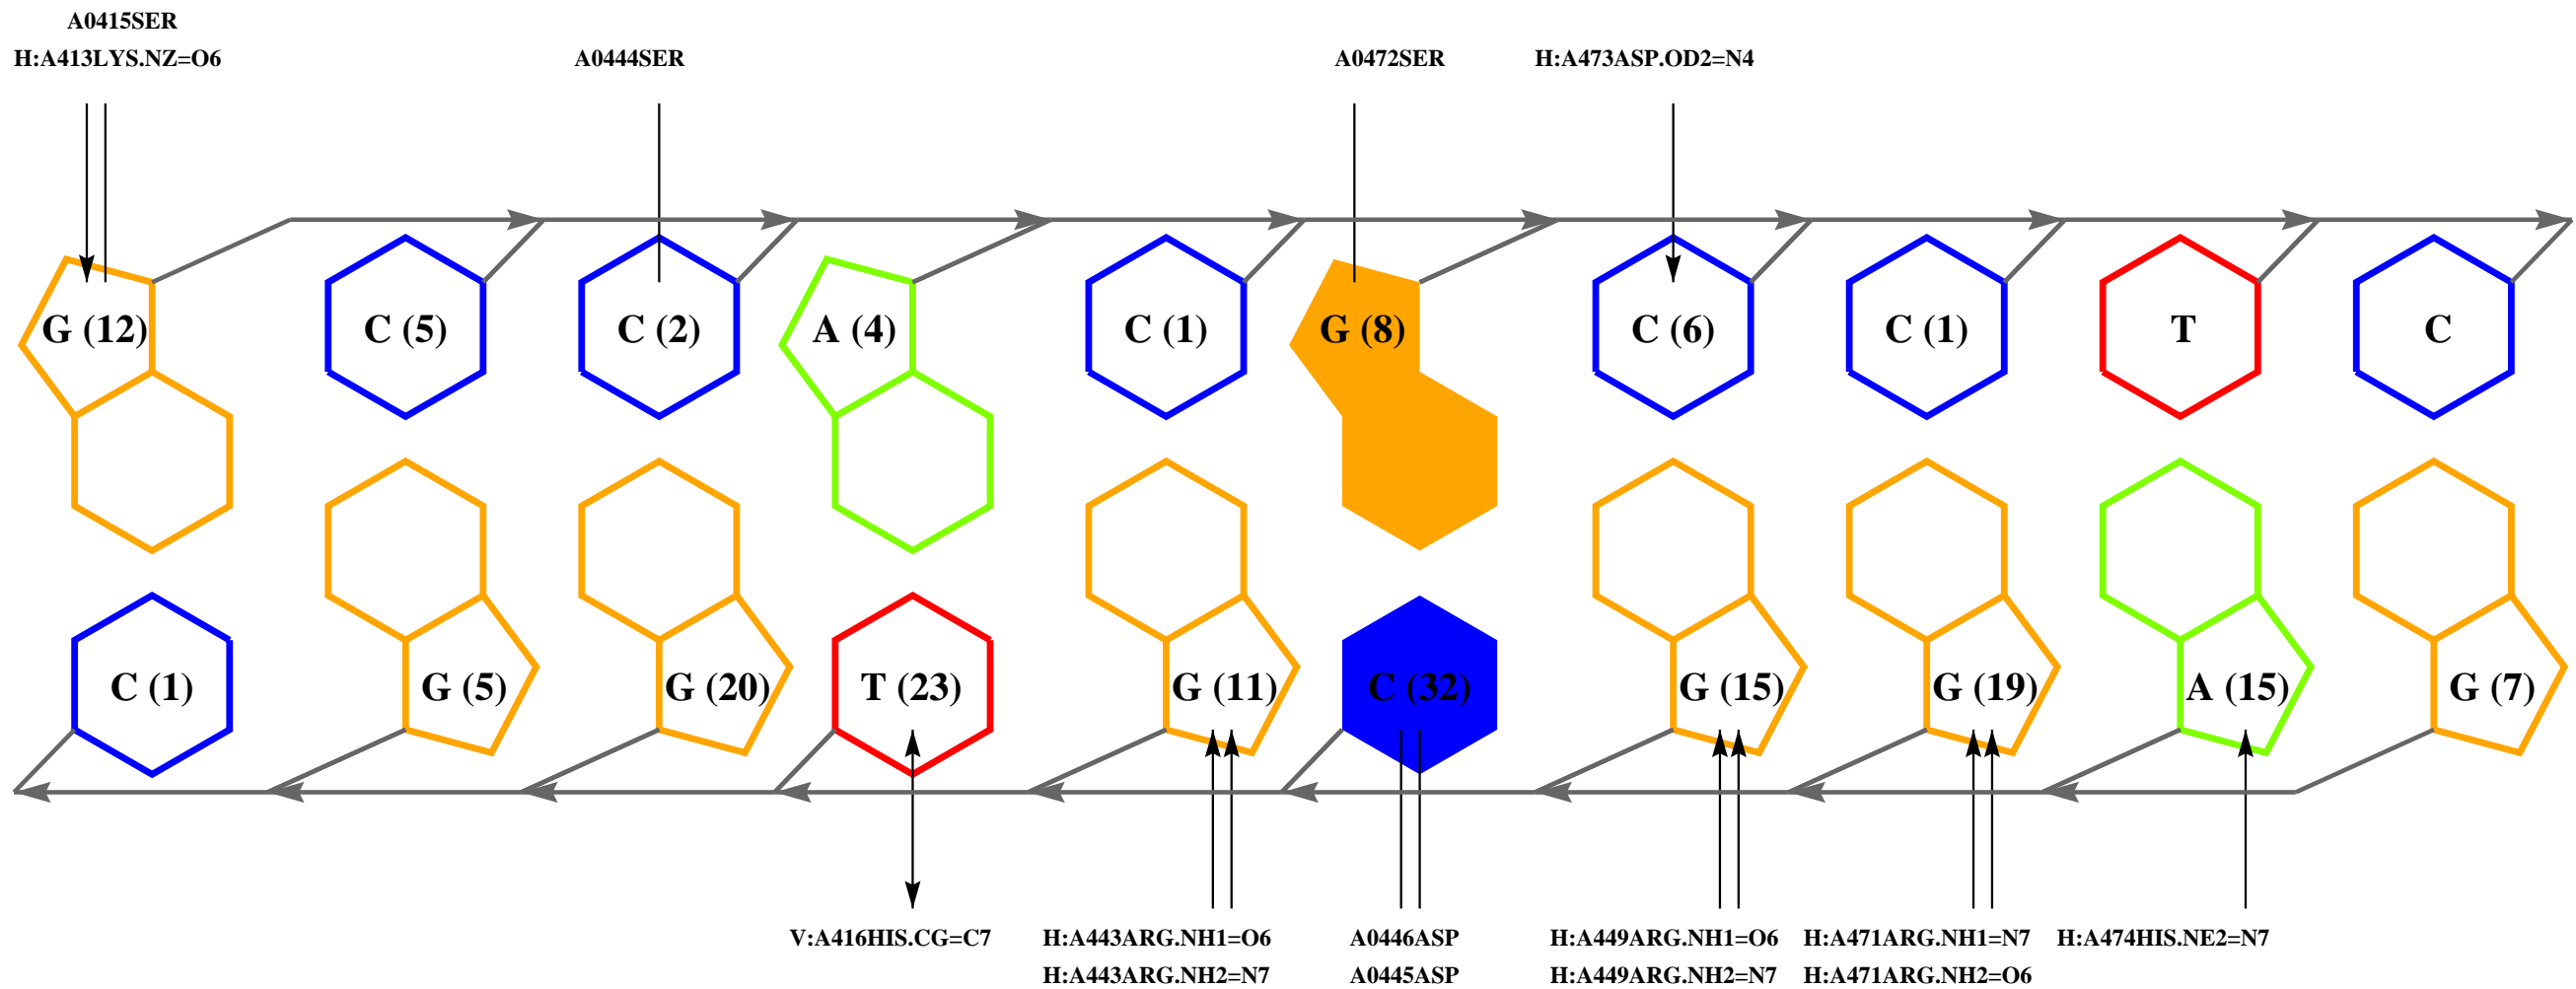 A0415SER
H:A413LYS.NZ=O6 A0444SER A0472SER H:A473ASP.OD2=N4
G (12) C (5) C (2) A (4) C (1) G (8) C (6) C (1) T C
C (1) G (5) G (20) T (23) G (11) C (32) G (15) G (19) A (15) G (7)
V:A416HIS.CG=C7 H:A443ARG.NH1=O6 A0446ASP H:A449ARG.NH1=O6 H:A471ARG.NH1=N7 H:A474HIS.NE2=N7
H:A443ARG.NH2=N7 A0445ASP H:A449ARG.NH2=N7 H:A471ARG.NH2=O6